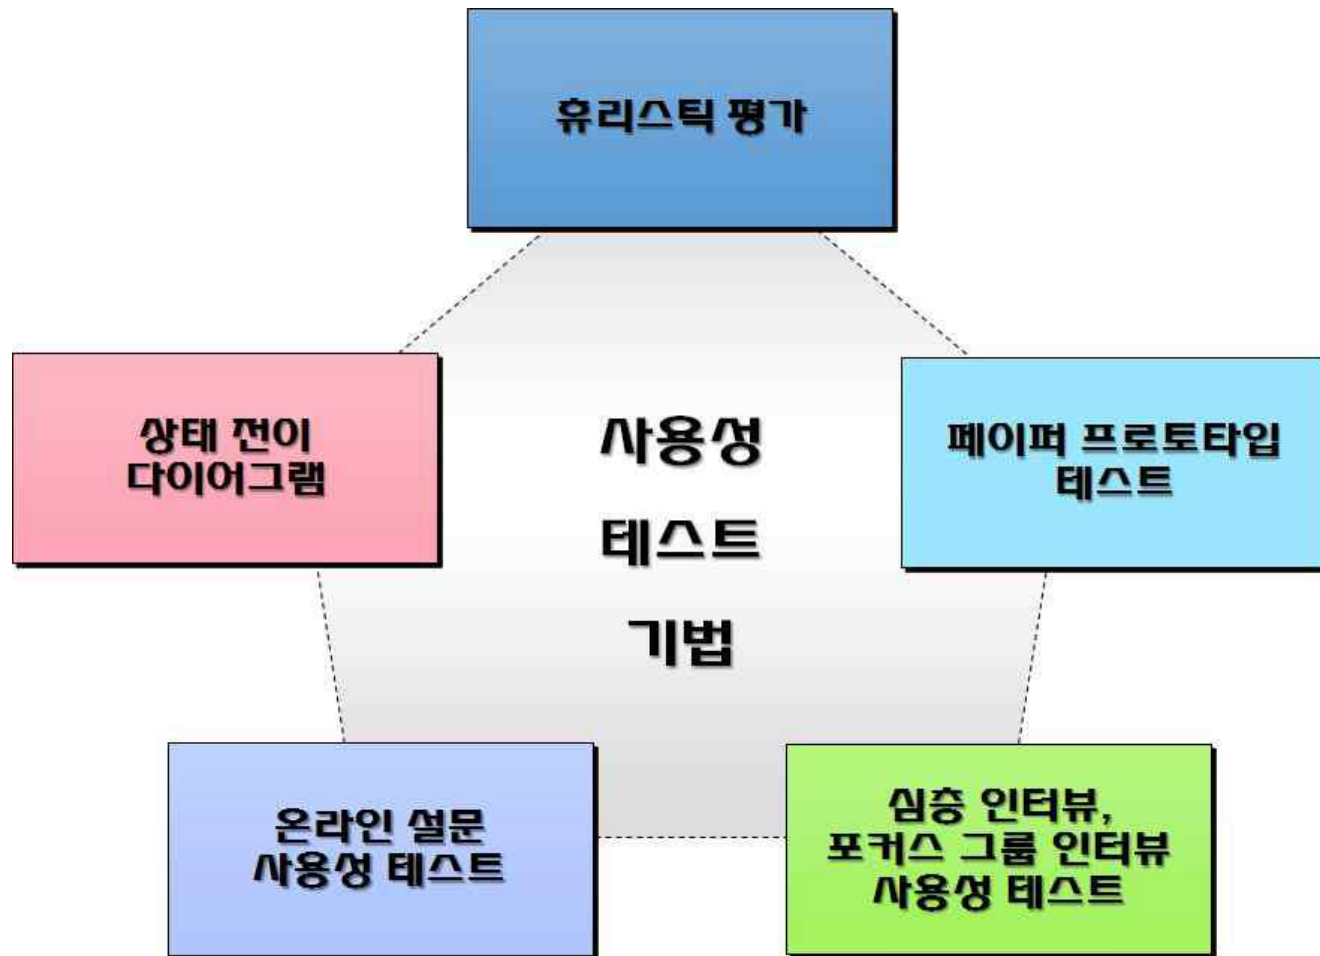 휴리스틱 평가
상태 전이
다이어그램
사용성
테스트
기법
페이퍼 프로토타입
테스트
온라인 설문
사용성 테스트
심층 인터뷰,
포커스 그룹 인터뷰
사용성 테스트